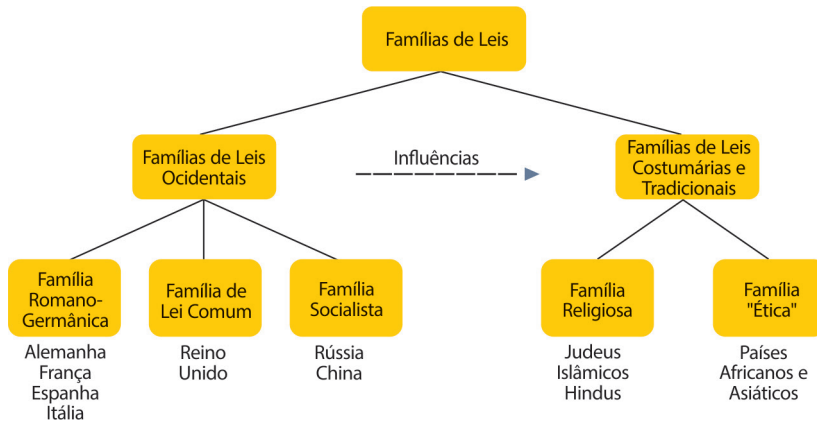 Famílias de Leis
Famílias de Leis
Ocidentais
Influências
Famílias de Leis
Costumárias e
Tradicionais
Família
Romano-
Germânica
Família de
Lei Comum
Família
Socialista
Família
Religiosa
Família
"Ética"
Alemanha
França
Espanha
Itália
Reino
Unido
Rússia
China
Judeus
Islâmicos
Hindus
Países
Africanos e
Asiáticos